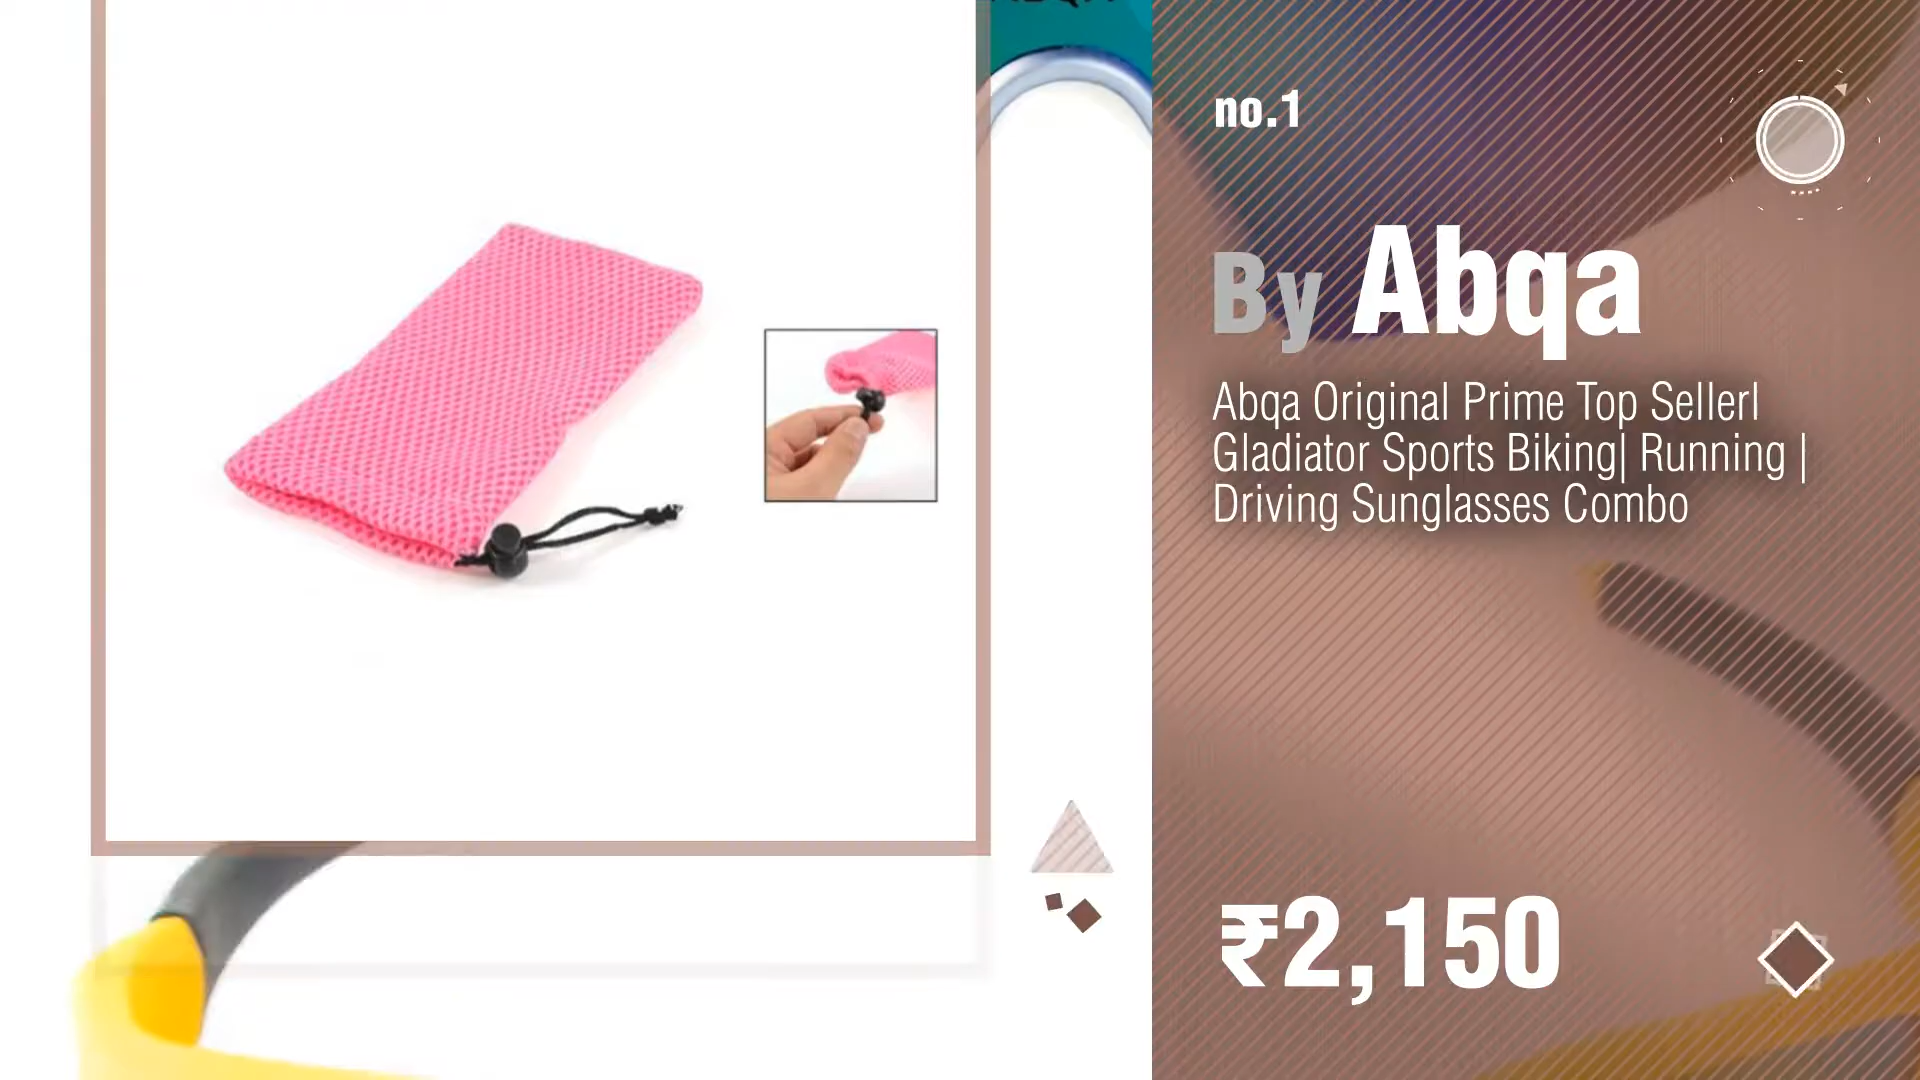 no.1
By Abqa
Abqa Original Prime Top Sellerl
Gladiator Sports Biking| Running |
Driving Sunglasses Combo
₹2,150